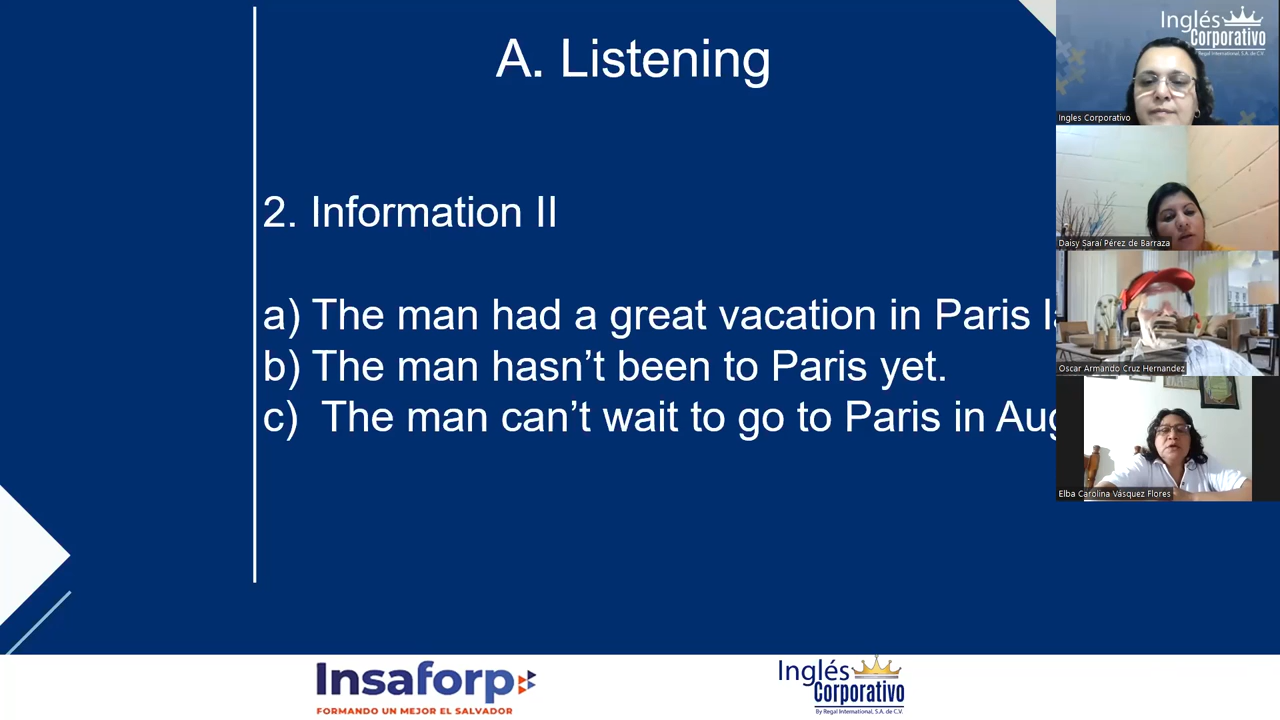 A. Listening
2. Information II
a) The man had a great vacation in Paris
b) The man hasn’t been to Paris yet.
c) The man can’t wait to go to Paris in
Inglés
Corporativo
By Regal International, S.A. de C.V.
Ingles Corporativo
Daisy Saraí Pérez de Barraza
Oscar Armando Cruz Hernandez
Elba Carolina Vásquez Flores
Insaforp
FORMANDO UN MEJOR EL SALVADOR
Inglés
Corporativo
By Regal International, S.A. de C.V.